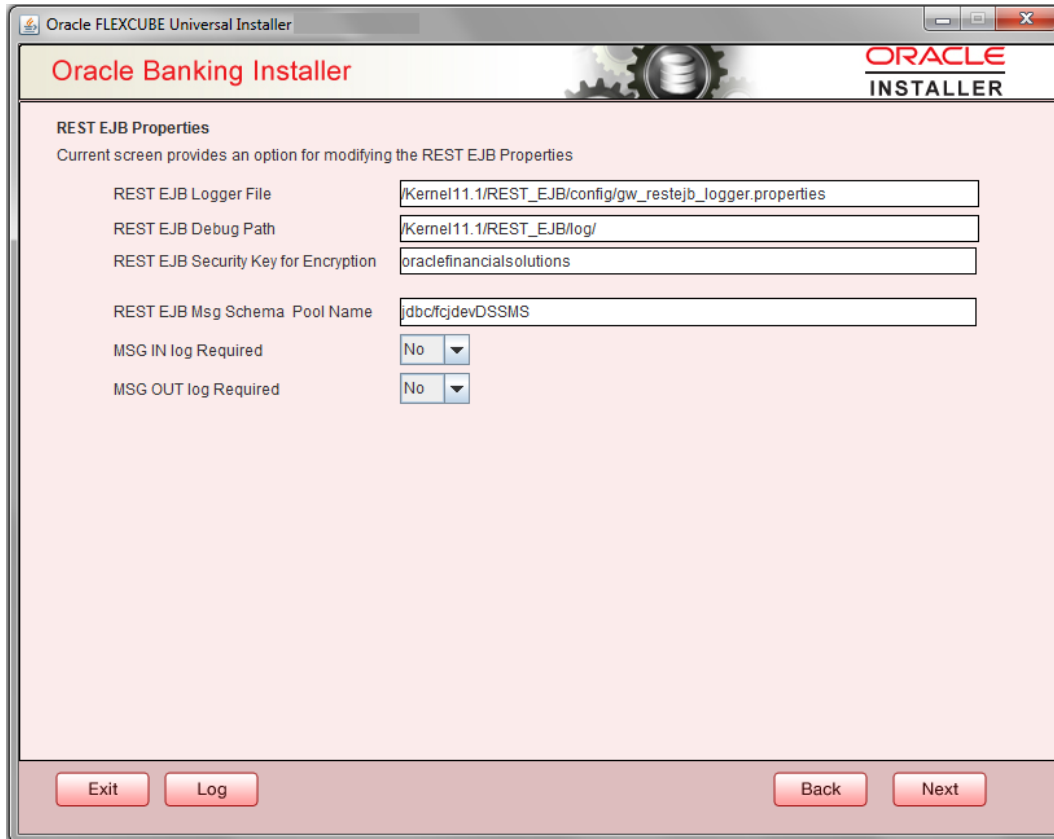 Oracle FLEXCUBE Universal Installer
Oracle Banking Installer
ORACLE
INSTALLER
REST EJB Properties
Current screen provides an option for modifying the REST EJB Properties
REST EJB Logger File /Kernel11.1/REST_EJB/config/gw_restejb_logger.properties
REST EJB Debug Path /Kernel11.1/REST_EJB/log/
REST EJB Security Key for Encryption oraclefinancialsolutions
REST EJB Msg Schema Pool Name jdbc/fcjdevDSSMS
MSG IN log Required No
MSG OUT log Required No
Exit Log Back Next